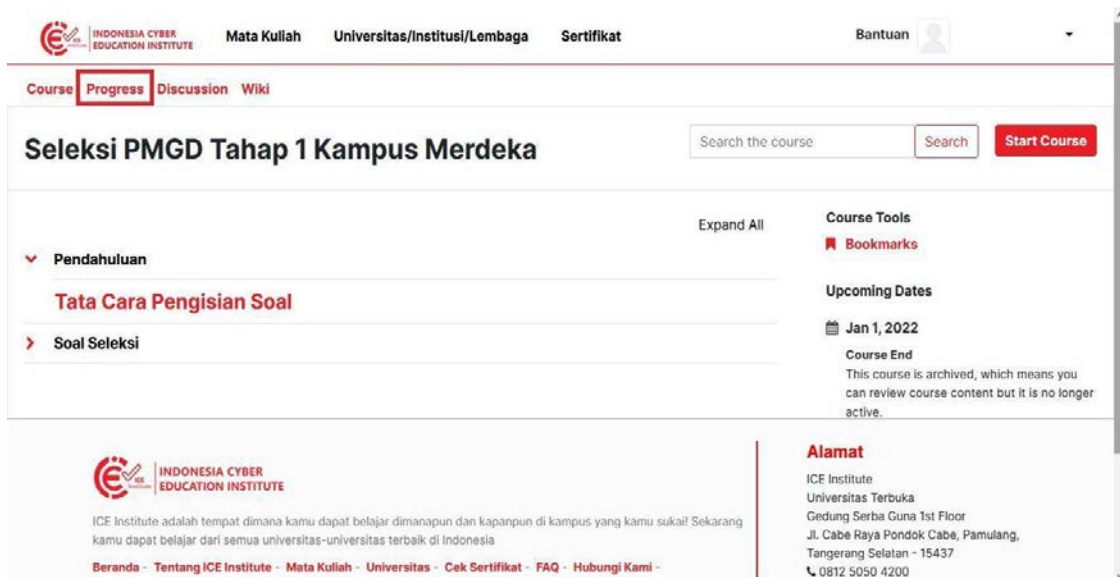 INDONESIA CYBER
EDUCATION INSTITUTE
Mata Kuliah Universitas/Institusi/Lembaga Sertifikat Bantuan
Course Progress Discussion Wiki
Seleksi PMGD Tahap 1 Kampus Merdeka
Search the course Search Start Course
Expand All
Pendahuluan
Tata Cara Pengisian Soal
Soal Seleksi
Course Tools
Bookmarks
Upcoming Dates
Jan 1, 2022
Course End
This course is archived, which means you
can review course content but it is no longer
active.
INDONESIA CYBER
EDUCATION INSTITUTE
ICE Institute adalah tempat dimana kamu dapat belajar dimanapun dan kapanpun di kampus yang kamu sukai! Sekarang
kamu dapat belajar dari semua universitas-universitas terbaik di Indonesia
Beranda - Tentang ICE Institute - Mata Kuliah - Universitas - Cek Sertifikat - FAQ - Hubungi Kami -
Alamat
ICE Institute
Universitas Terbuka
Gedung Serba Guna 1st Floor
Jl. Cabe Raya Pondok Cabe, Pamulang,
Tangerang Selatan - 15437
0812 5050 4200